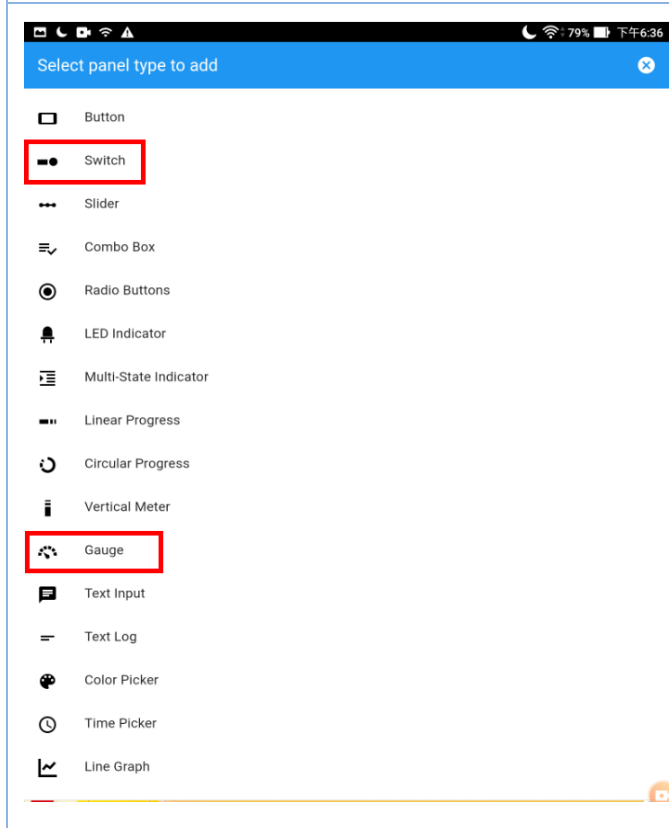 79% 下午6:36
Select panel type to add
Button
Switch
Slider
Combo Box
Radio Buttons
LED Indicator
Multi-State Indicator
Linear Progress
Circular Progress
Vertical Meter
Gauge
Text Input
Text Log
Color Picker
Time Picker
Line Graph